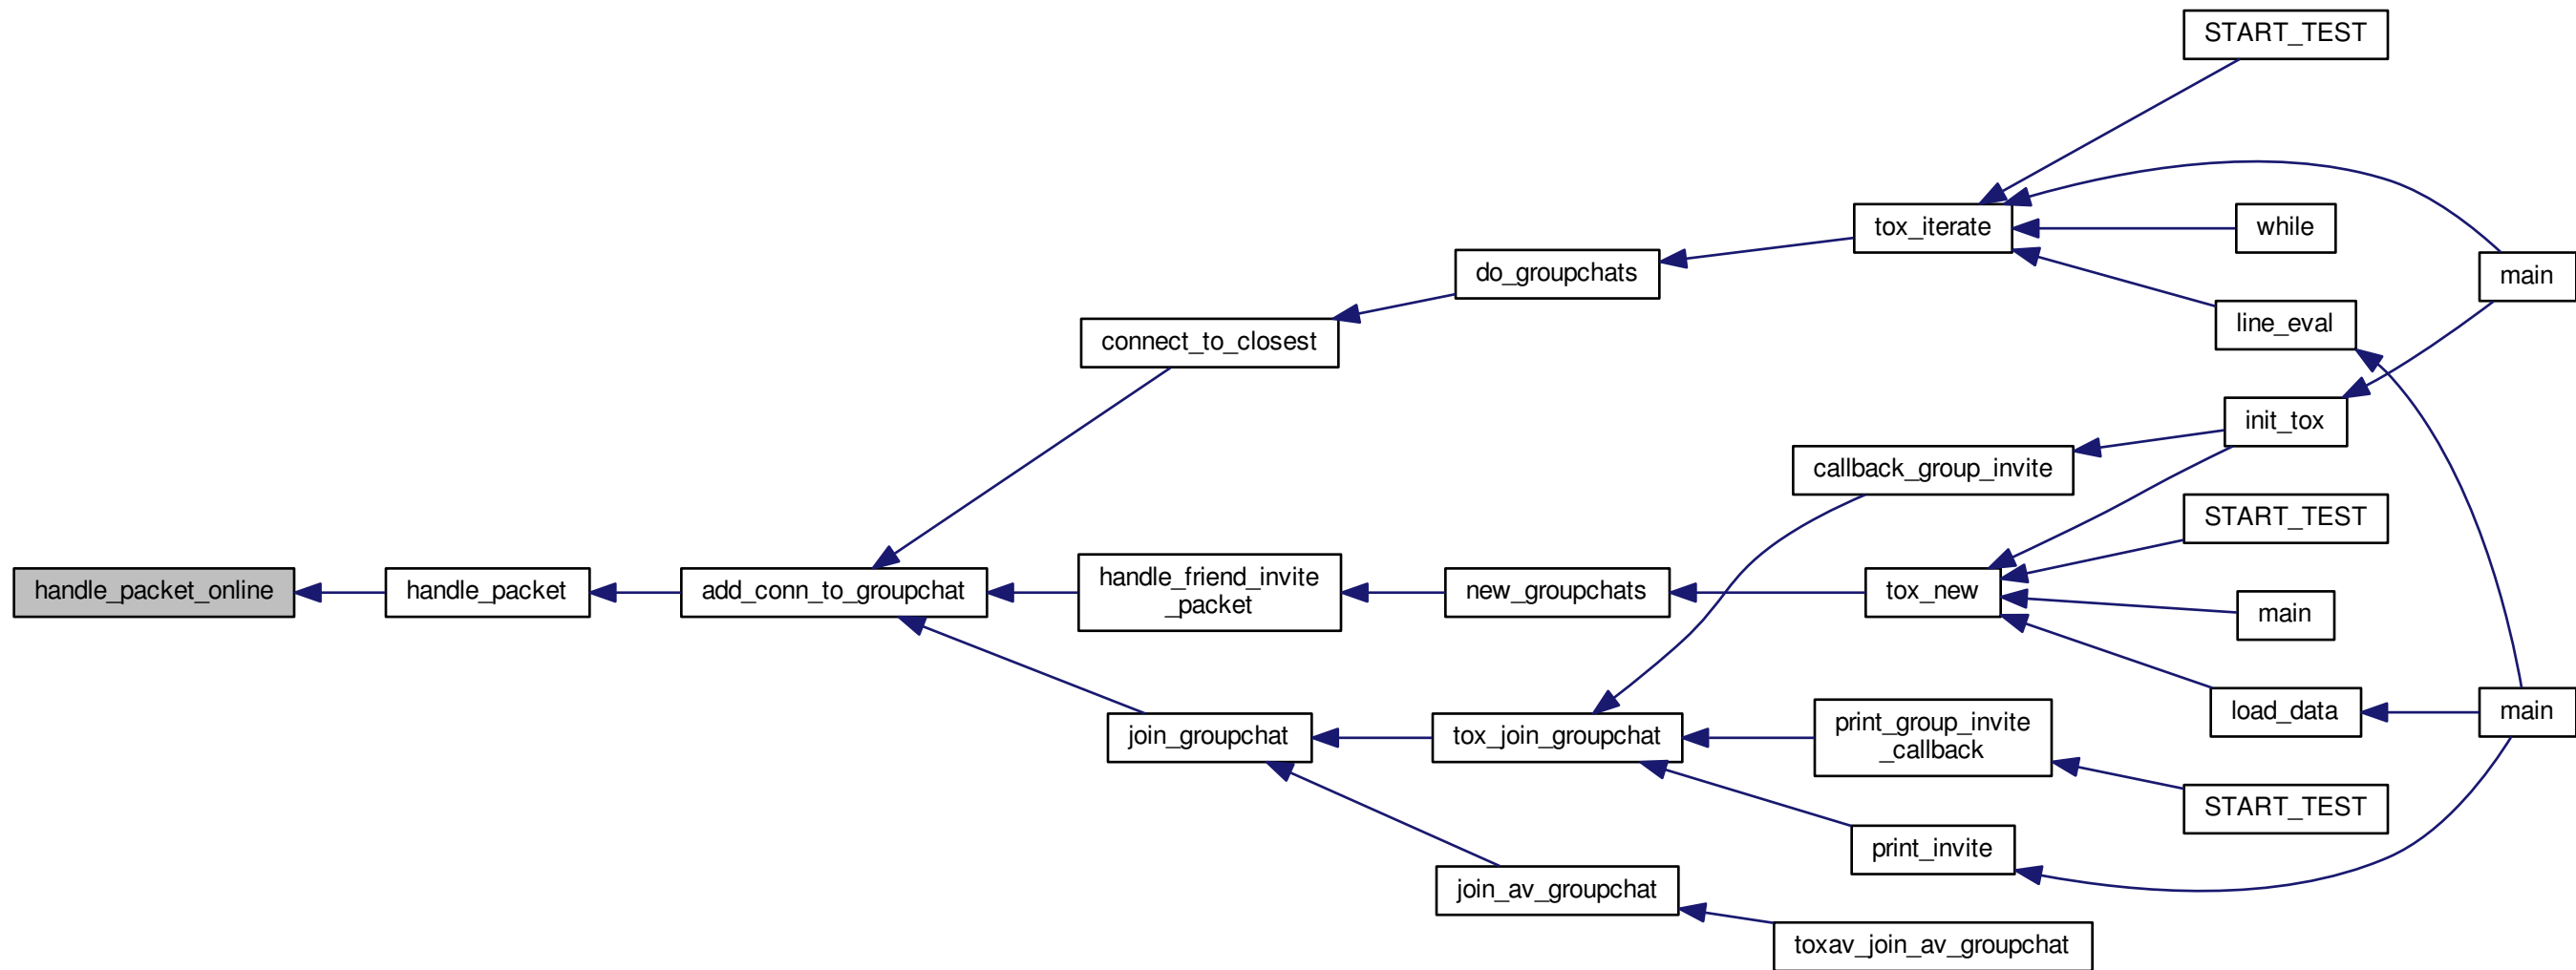 START_TEST
tox_iterate
while
main
do_groupchats
line_eval
connect_to_closest
init_tox
callback_group_invite
START_TEST
handle_packet_online
handle_packet
add_conn_to_groupchat
handle_friend_invite
_packet
new_groupchats
tox_new
main
load_data
main
join_groupchat
tox_join_groupchat
print_group_invite
_callback
START_TEST
print_invite
join_av_groupchat
toxav_join_av_groupchat